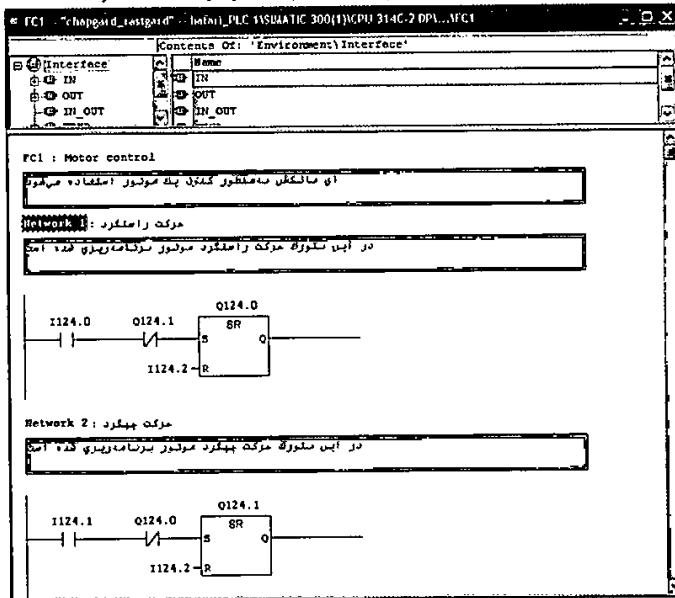 FC1 - "chapgard_rastgard" - hafari_PLC 1\SIMATIC 300(1)\CPU 314C-2 DP\...\FC1
Contents Of: 'Environment\Interface'
Interface
IN
OUT
IN_OUT
Name
IN
OUT
IN_OUT
FC1 : Motor control
به‌منظور کنترل یک موتور استفاده می‌شود
Network 1: حرکت راستگرد
در این نتورک حرکت راستگرد موتور برنامه‌ریزی شده است
Q124.0
I124.0
Q124.1
SR
S
Q
I124.2
R
Network 2: حرکت چپگرد
در این نتورک حرکت چپگرد موتور برنامه‌ریزی شده است
Q124.1
I124.1
Q124.0
SR
S
Q
I124.2
R